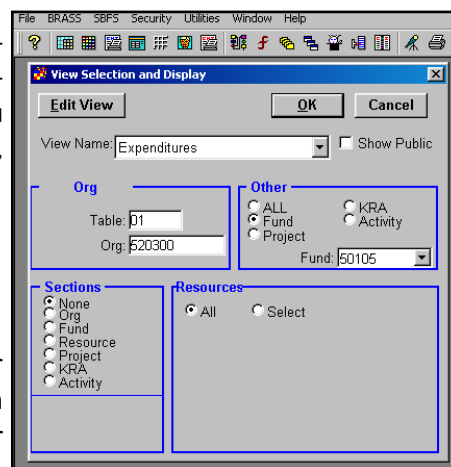 File BRASS SBFS Security Utilities Window Help
View Selection and Display
Edit View OK Cancel
View Name: Expenditures Show Public
Org
Table: 01
Org: 520300
Other
ALL KRA
Fund Activity
Project
Fund: 50105
Sections
None
Org
Fund
Resource
Project
KRA
Activity
Resources
All Select